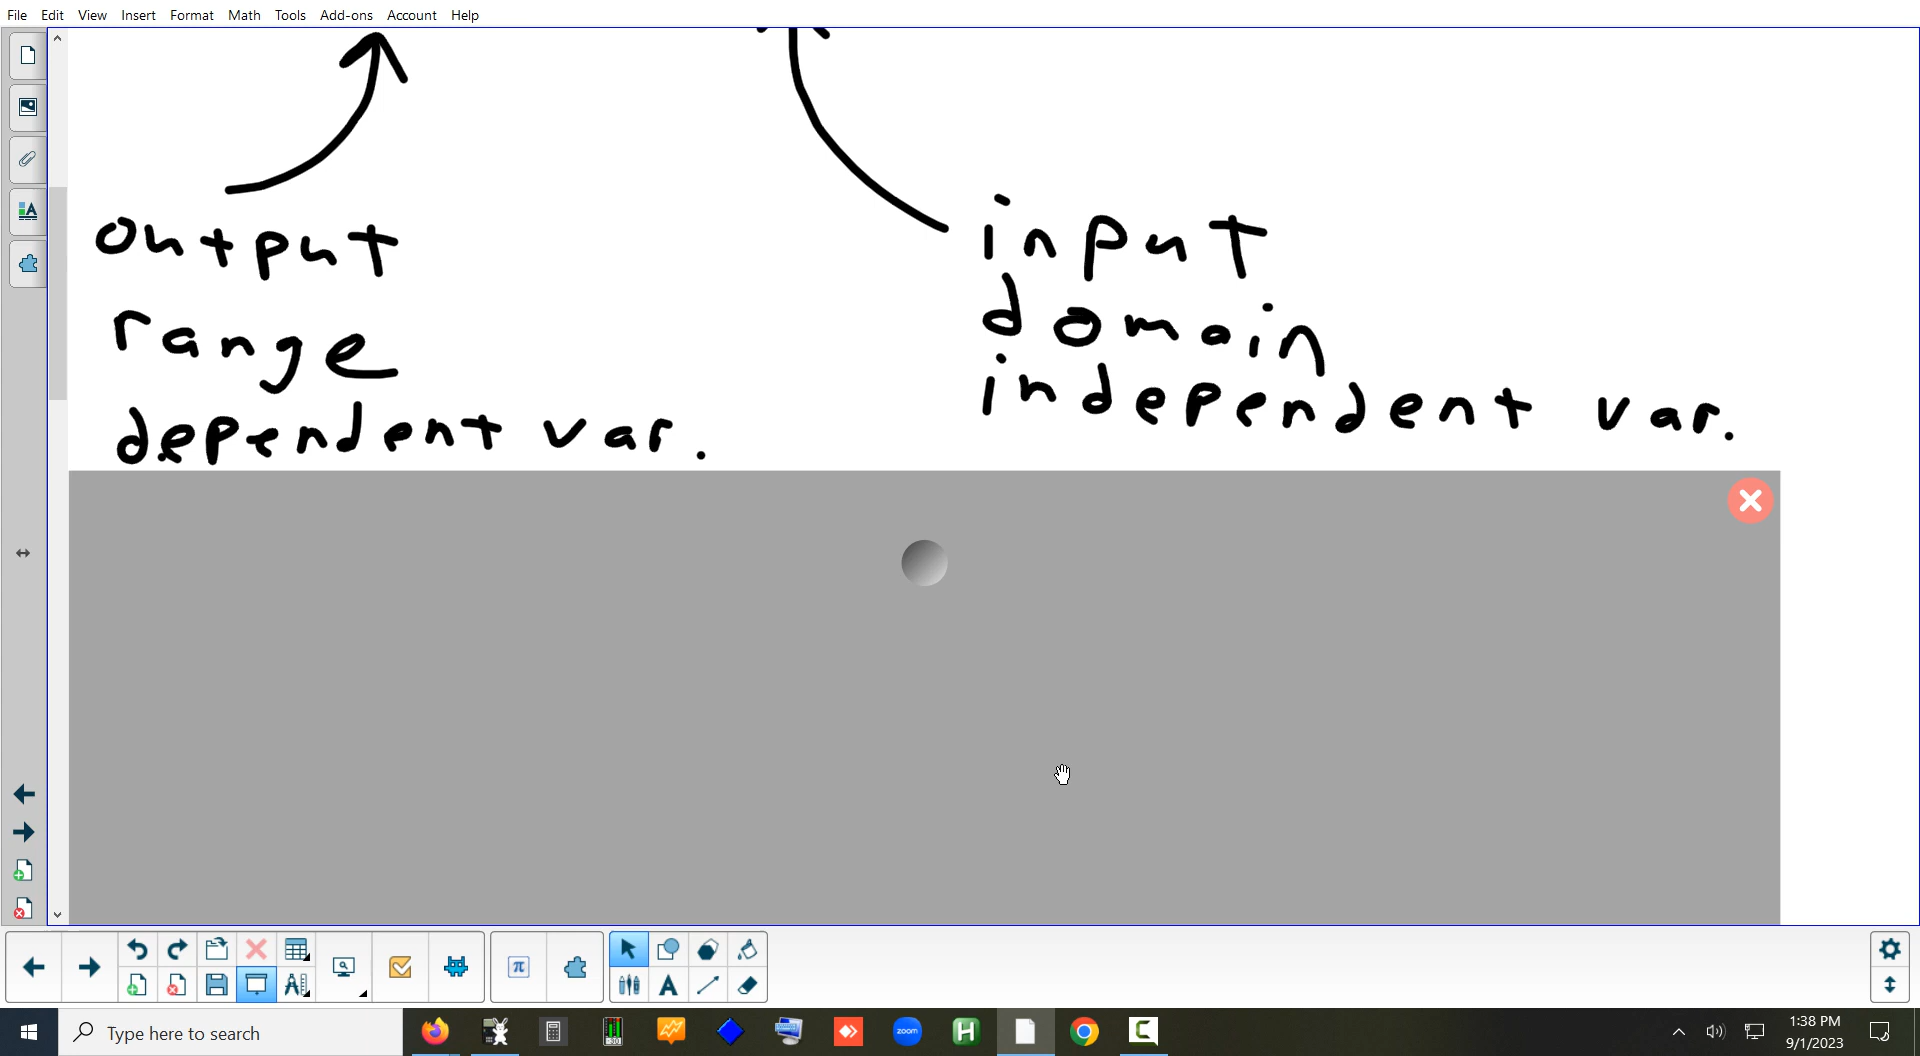 File Edit View Insert Format Math Tools Add-ons Account Help
output
range
dependent var.
input
domain
independent var.
π
A
Type here to search
zoom
H
C
1:38 PM
9/1/2023